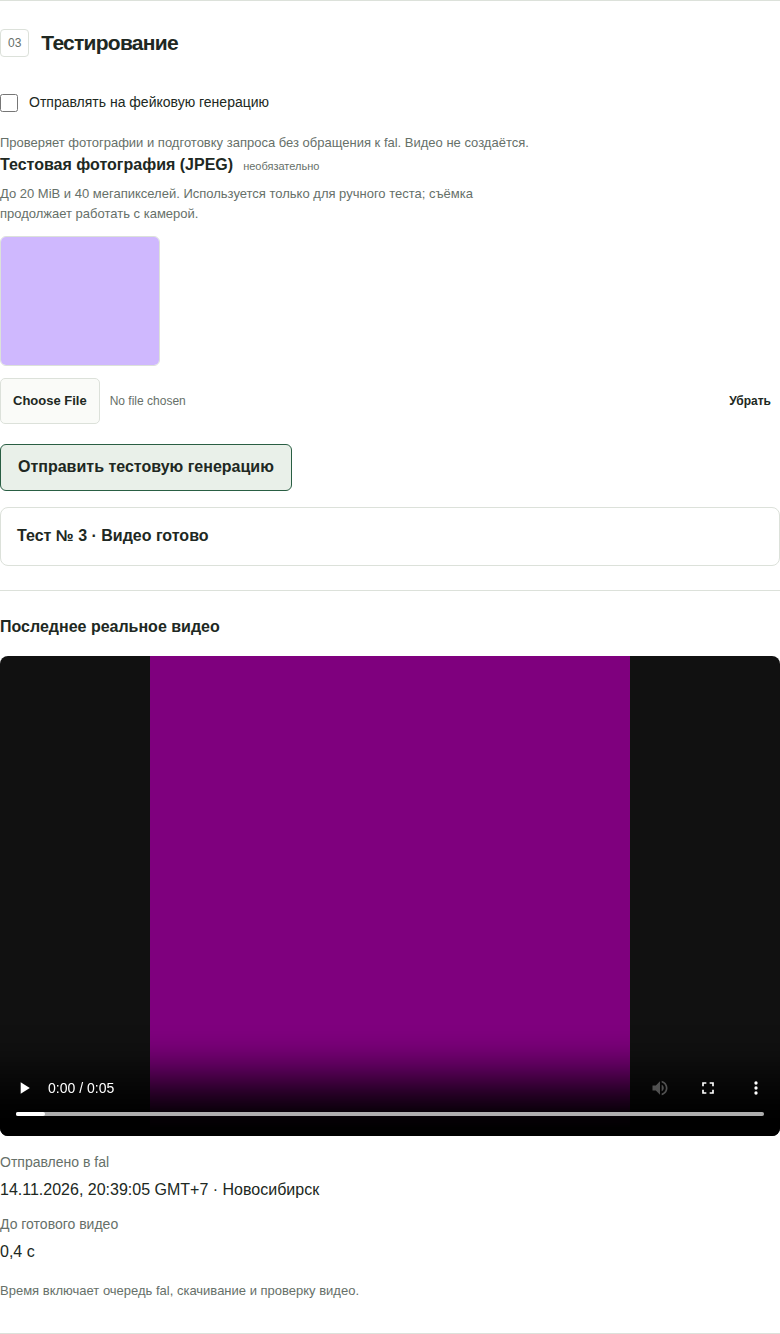 03 Тестирование
Отправлять на фейковую генерацию
Проверяет фотографии и подготовку запроса без обращения к fal. Видео не создаётся.
Тестовая фотография (JPEG) необязательно
До 20 MiB и 40 мегапикселей. Используется только для ручного теста; съёмка
продолжает работать с камерой.
Choose File No file chosen Убрать
Отправить тестовую генерацию
Тест № 3 · Видео готово
Последнее реальное видео
0:00 / 0:05
Отправлено в fal
14.11.2026, 20:39:05 GMT+7 · Новосибирск
До готового видео
0,4 с
Время включает очередь fal, скачивание и проверку видео.